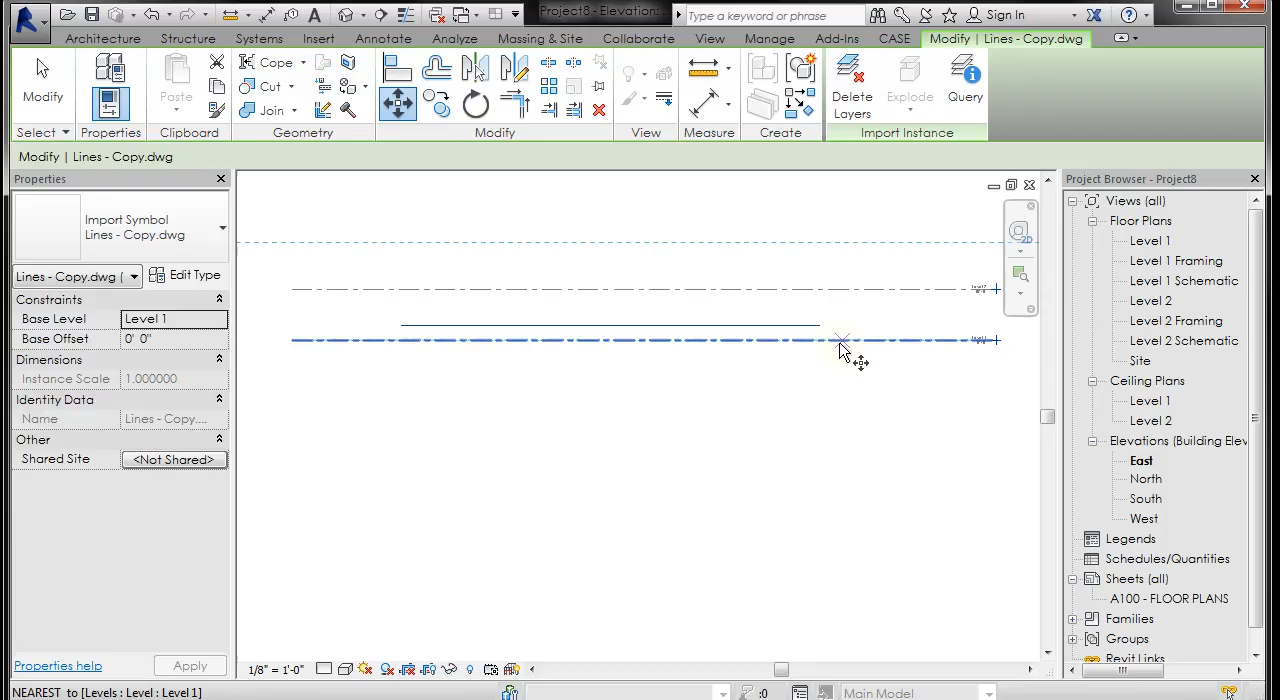 Project8 - Elevation:
Type a keyword or phrase
Sign In
Architecture Structure Systems Insert Annotate Analyze Massing & Site Collaborate View Manage Add-Ins CASE Modify | Lines - Copy.dwg
Modify
Paste
Cope
Cut
Join
Delete Layers
Explode
Query
Select Properties Clipboard Geometry Modify View Measure Create Import Instance
Modify | Lines - Copy.dwg
Properties
Import Symbol
Lines - Copy.dwg
Lines - Copy.dwg (
Edit Type
Constraints
Base Level Level 1
Base Offset 0' 0"
Dimensions
Instance Scale 1.000000
Identity Data
Name Lines - Copy....
Other
Shared Site <Not Shared>
Properties help
Apply
2D
1/8" = 1'-0"
Project Browser - Project8
Views (all)
Floor Plans
Level 1
Level 1 Framing
Level 1 Schematic
Level 2
Level 2 Framing
Level 2 Schematic
Site
Ceiling Plans
Level 1
Level 2
Elevations (Building Elev
East
North
South
West
Legends
Schedules/Quantities
Sheets (all)
A100 - FLOOR PLANS
Families
Groups
Revit Links
NEAREST to [Levels : Level : Level 1]
:0
Main Model